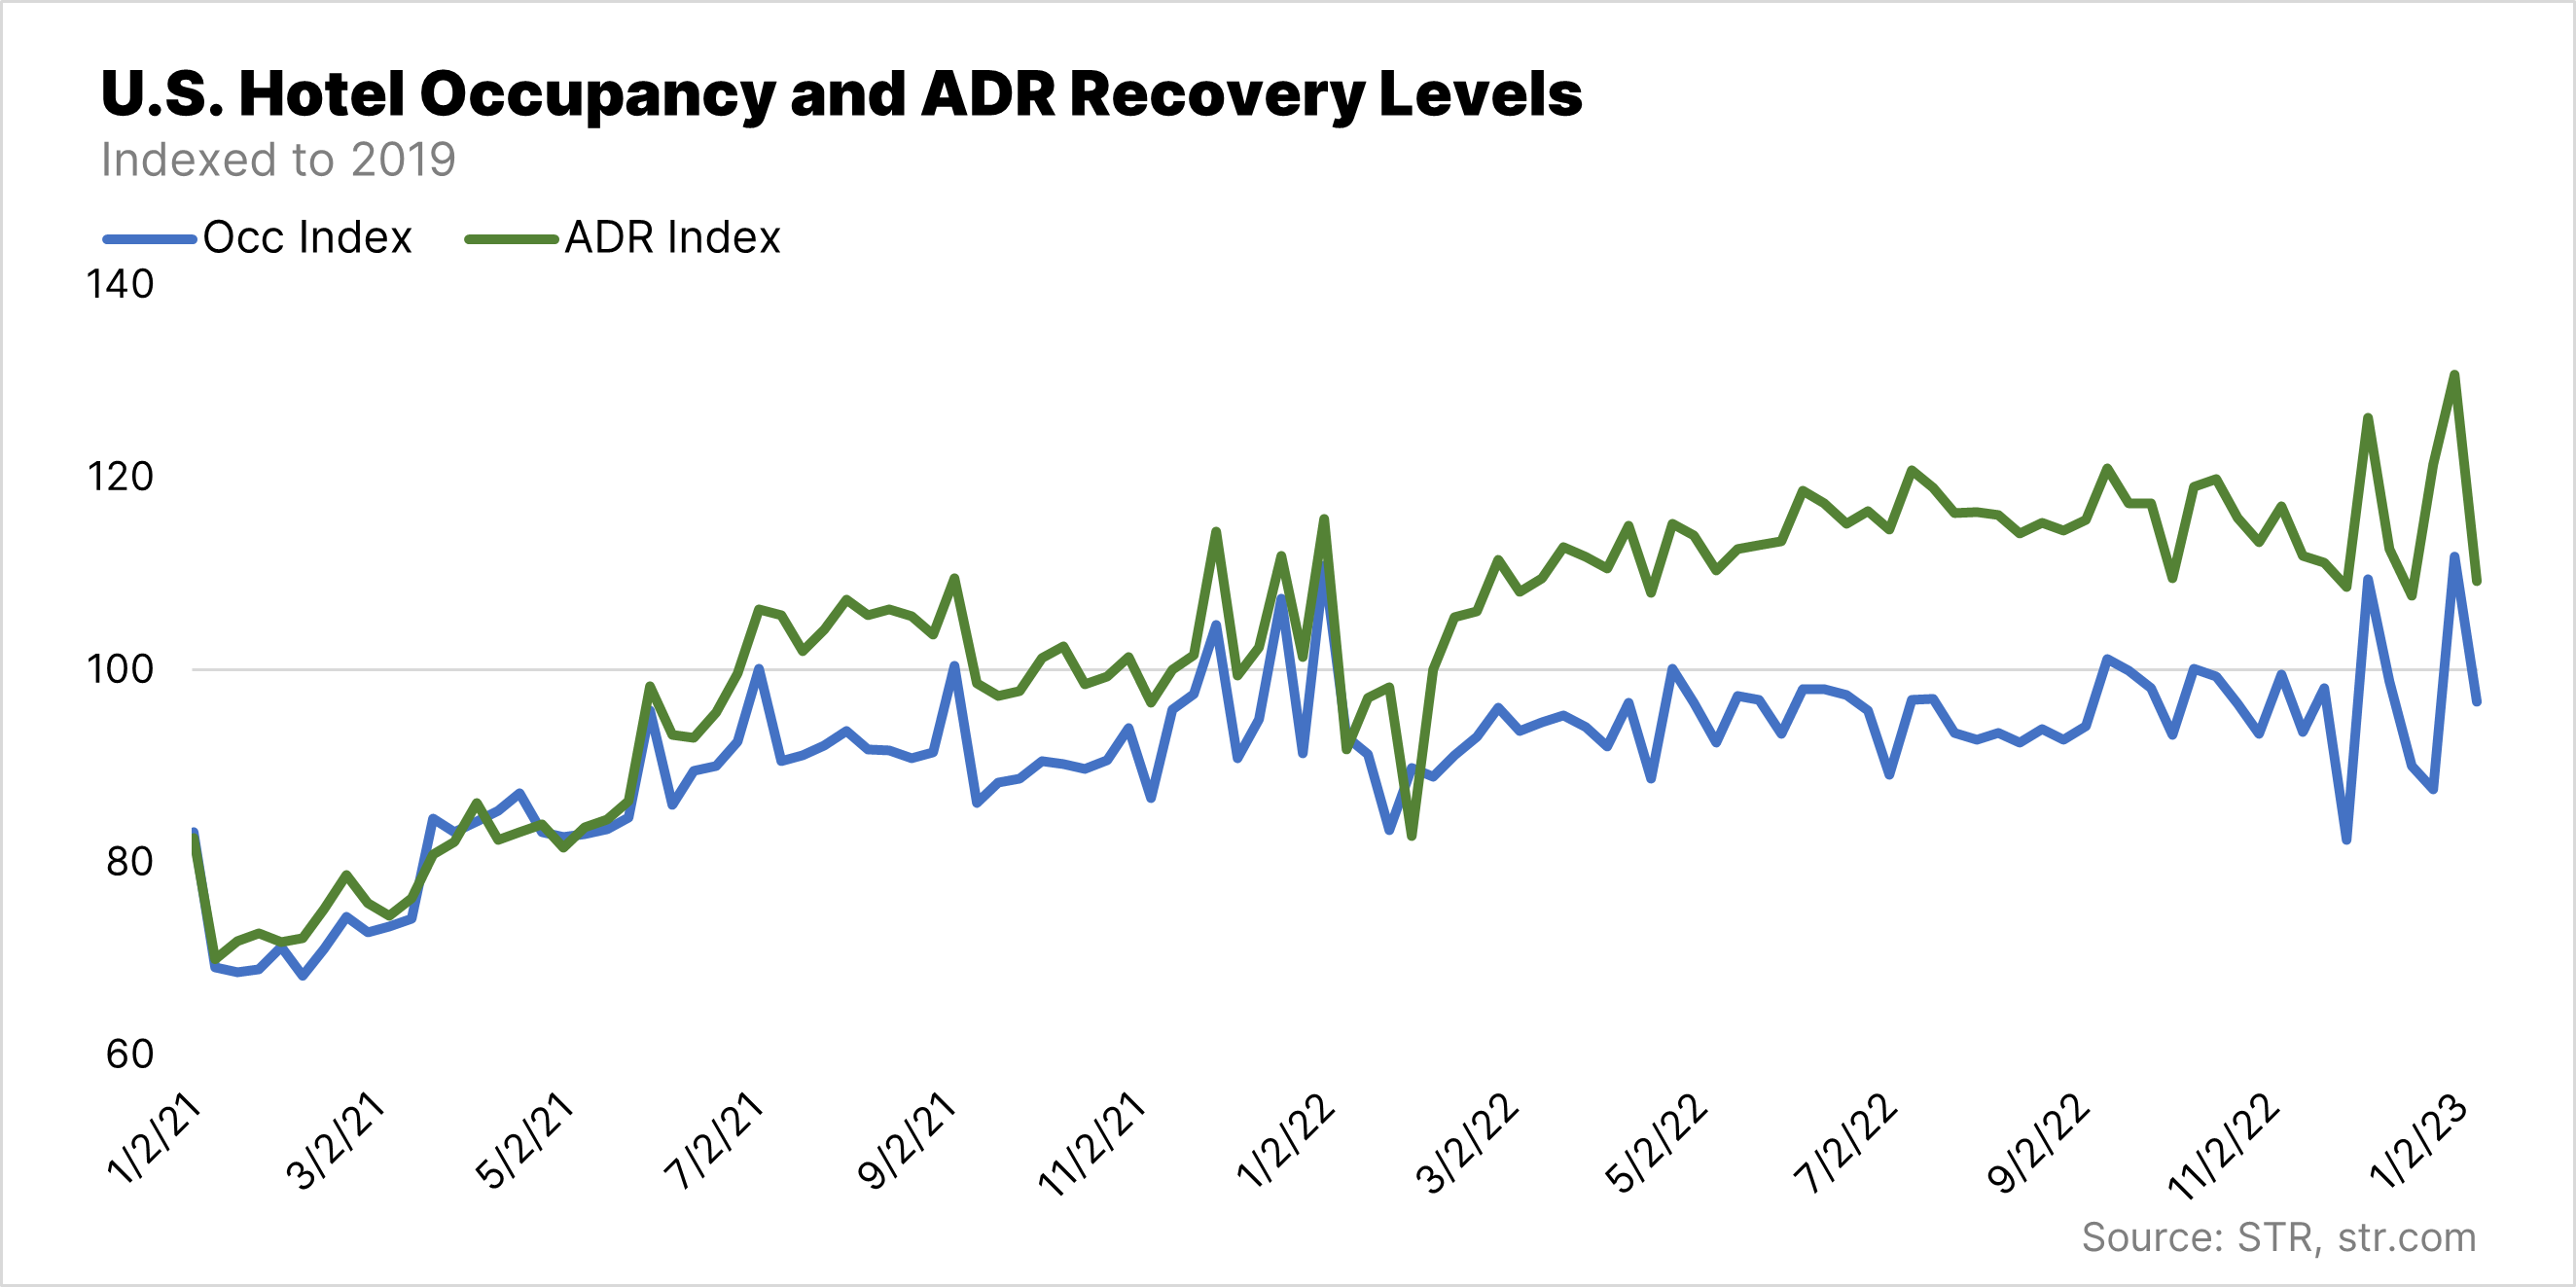 U.S. Hotel Occupancy and ADR Recovery Levels
Indexed to 2019
Occ Index ADR Index
140
120
100
80
60
1/2/21 3/2/21 5/2/21 7/2/21 9/2/21 11/2/21 1/2/22 3/2/22 5/2/22 7/2/22 9/2/22 11/2/22 1/2/23
Source: STR, str.com